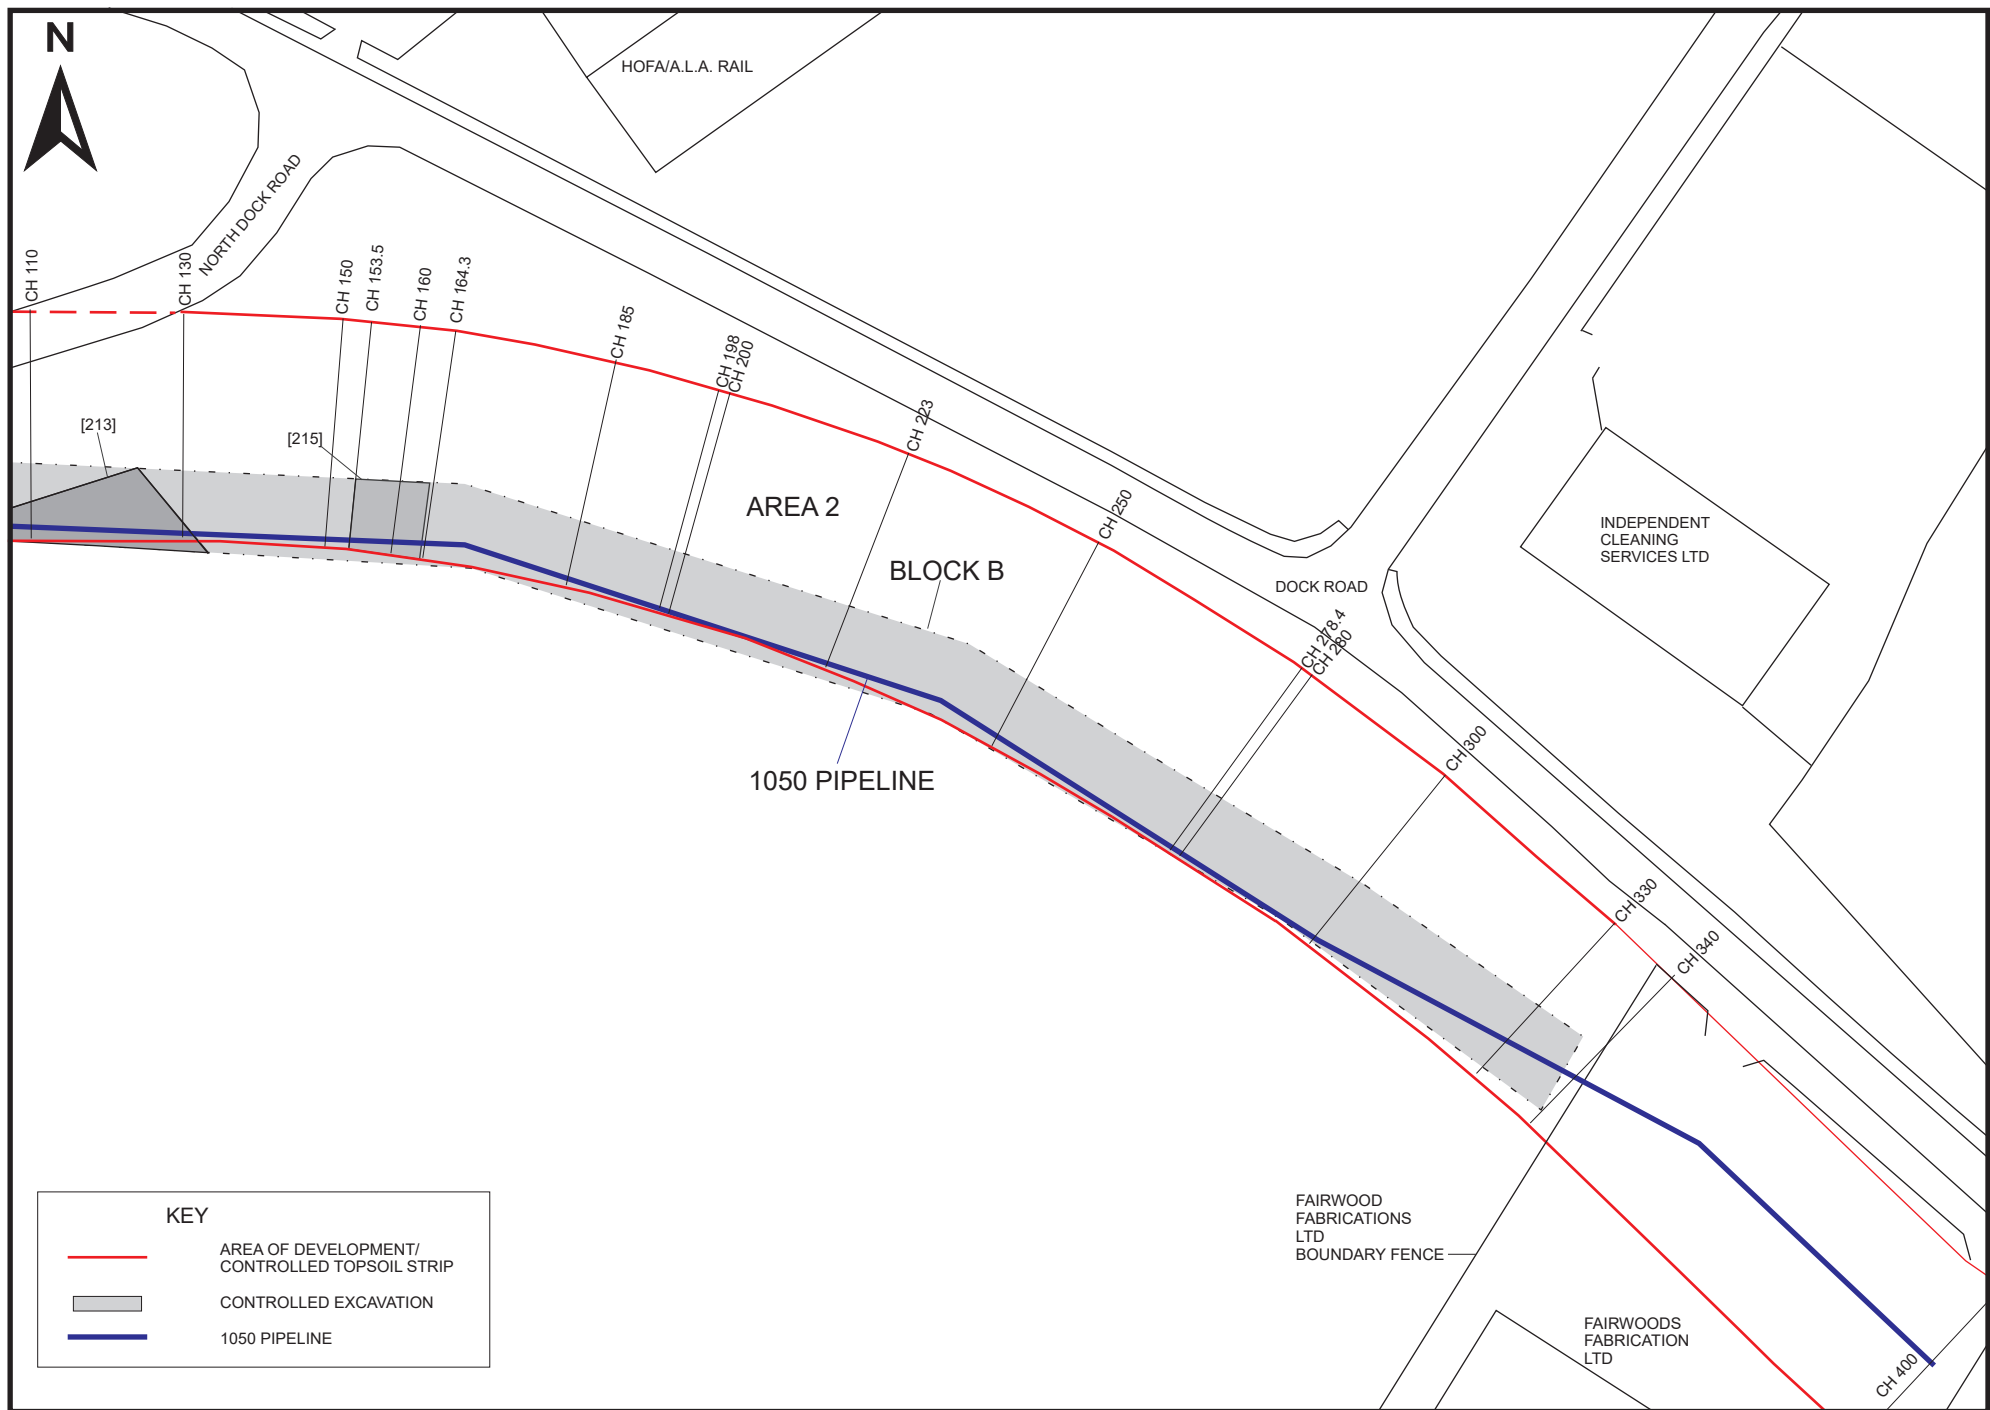 N
HOFA/A.L.A. RAIL
NORTH DOCK ROAD
CH 110
CH 130
CH 150
CH 153.5
CH 160
CH 164.3
CH 185
CH 198
CH 200
CH 223
CH 250
CH 278.4
CH 280
CH 300
CH 330
CH 340
CH 400
[213]
[215]
AREA 2
BLOCK B
1050 PIPELINE
DOCK ROAD
INDEPENDENT
CLEANING
SERVICES LTD
FAIRWOOD
FABRICATIONS
LTD
BOUNDARY FENCE
FAIRWOODS
FABRICATION
LTD
KEY
AREA OF DEVELOPMENT/
CONTROLLED TOPSOIL STRIP
CONTROLLED EXCAVATION
1050 PIPELINE